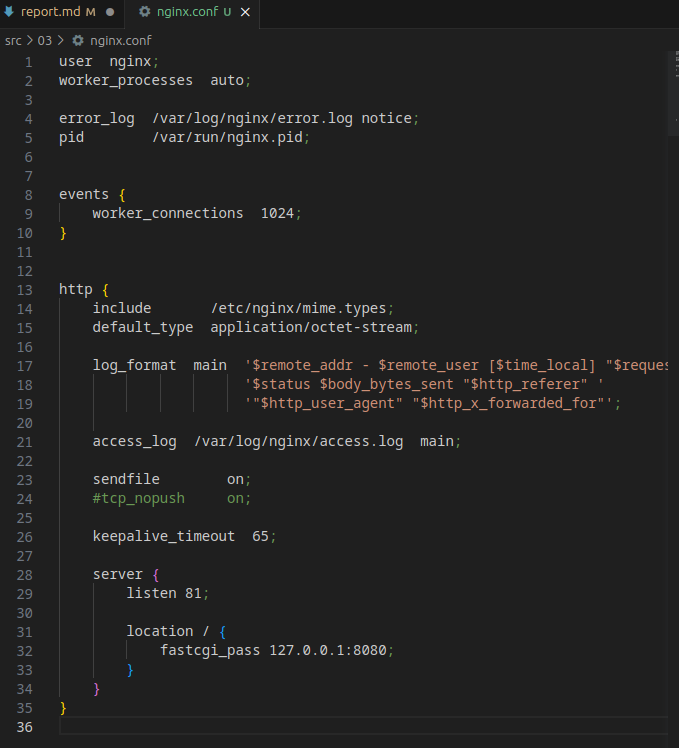 report.md M
nginx.conf U
src > 03 > nginx.conf
1 user  nginx;
2 worker_processes  auto;
3
4 error_log  /var/log/nginx/error.log notice;
5 pid        /var/run/nginx.pid;
6
7
8 events {
9     worker_connections  1024;
10 }
11
12
13 http {
14     include       /etc/nginx/mime.types;
15     default_type  application/octet-stream;
16
17     log_format  main  '$remote_addr - $remote_user [$time_local] "$reques
18                       '$status $body_bytes_sent "$http_referer" '
19                       '"$http_user_agent" "$http_x_forwarded_for"';
20
21     access_log  /var/log/nginx/access.log  main;
22
23     sendfile        on;
24     #tcp_nopush     on;
25
26     keepalive_timeout  65;
27
28     server {
29         listen 81;
30
31         location / {
32             fastcgi_pass 127.0.0.1:8080;
33         }
34     }
35 }
36